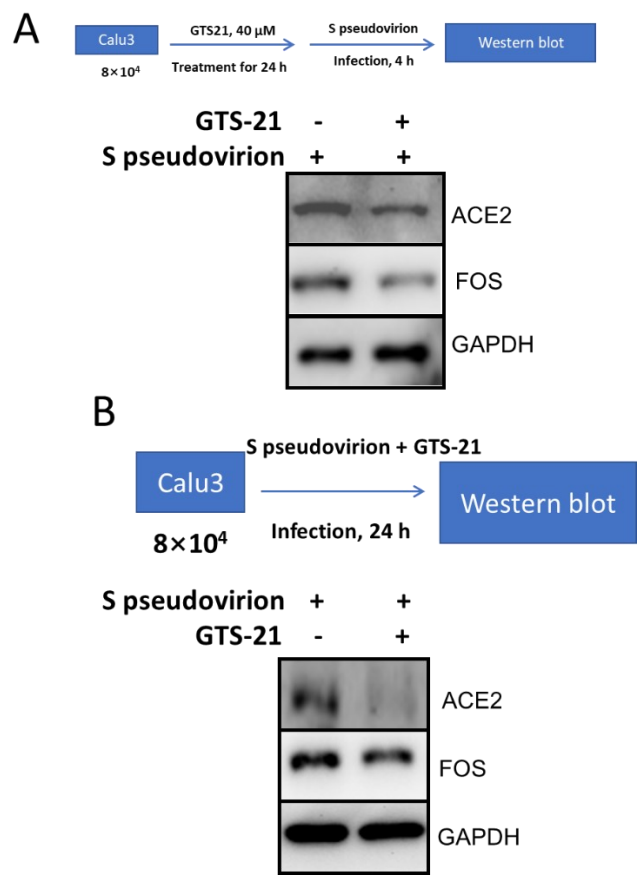 A
Calu3
8×10⁴
GTS21, 40 µM
Treatment for 24 h
S pseudovirion
Infection, 4 h
Western blot
GTS-21 - +
S pseudovirion + +
ACE2
FOS
GAPDH
B
Calu3
8×10⁴
S pseudovirion + GTS-21
Infection, 24 h
Western blot
S pseudovirion + +
GTS-21 - +
ACE2
FOS
GAPDH